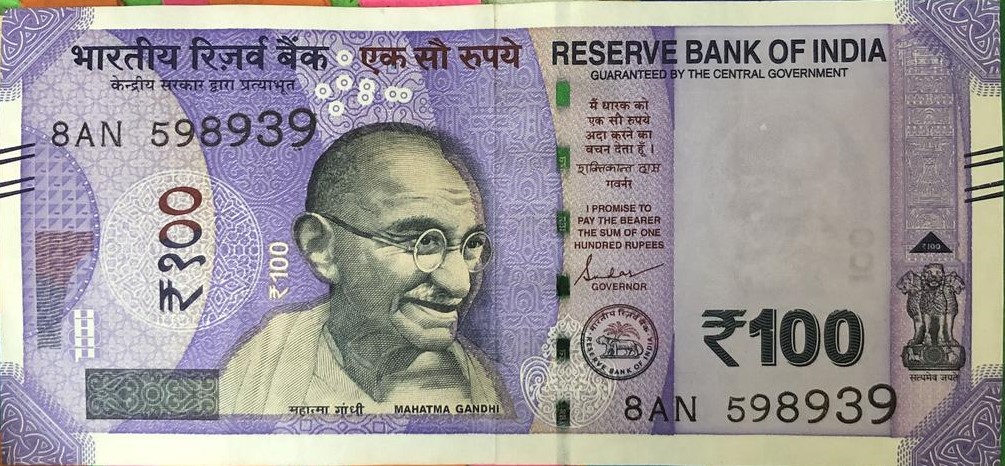 भारतीय रिज़र्व बैंक
केन्द्रीय सरकार द्वारा प्रत्याभूत
एक सौ रुपये
RESERVE BANK OF INDIA
GUARANTEED BY THE CENTRAL GOVERNMENT
8AN 598939
₹१००
₹100
मैं धारक को
एक सौ रुपये
अदा करने का
वचन देता हूँ ।
शक्तिकान्त दास
गवर्नर
I PROMISE TO
PAY THE BEARER
THE SUM OF ONE
HUNDRED RUPEES
GOVERNOR
भारतीय रिज़र्व बैंक
RESERVE BANK OF INDIA
महात्मा गांधी
MAHATMA GANDHI
100
₹100
₹100
सत्यमेव जयते
8AN 598939